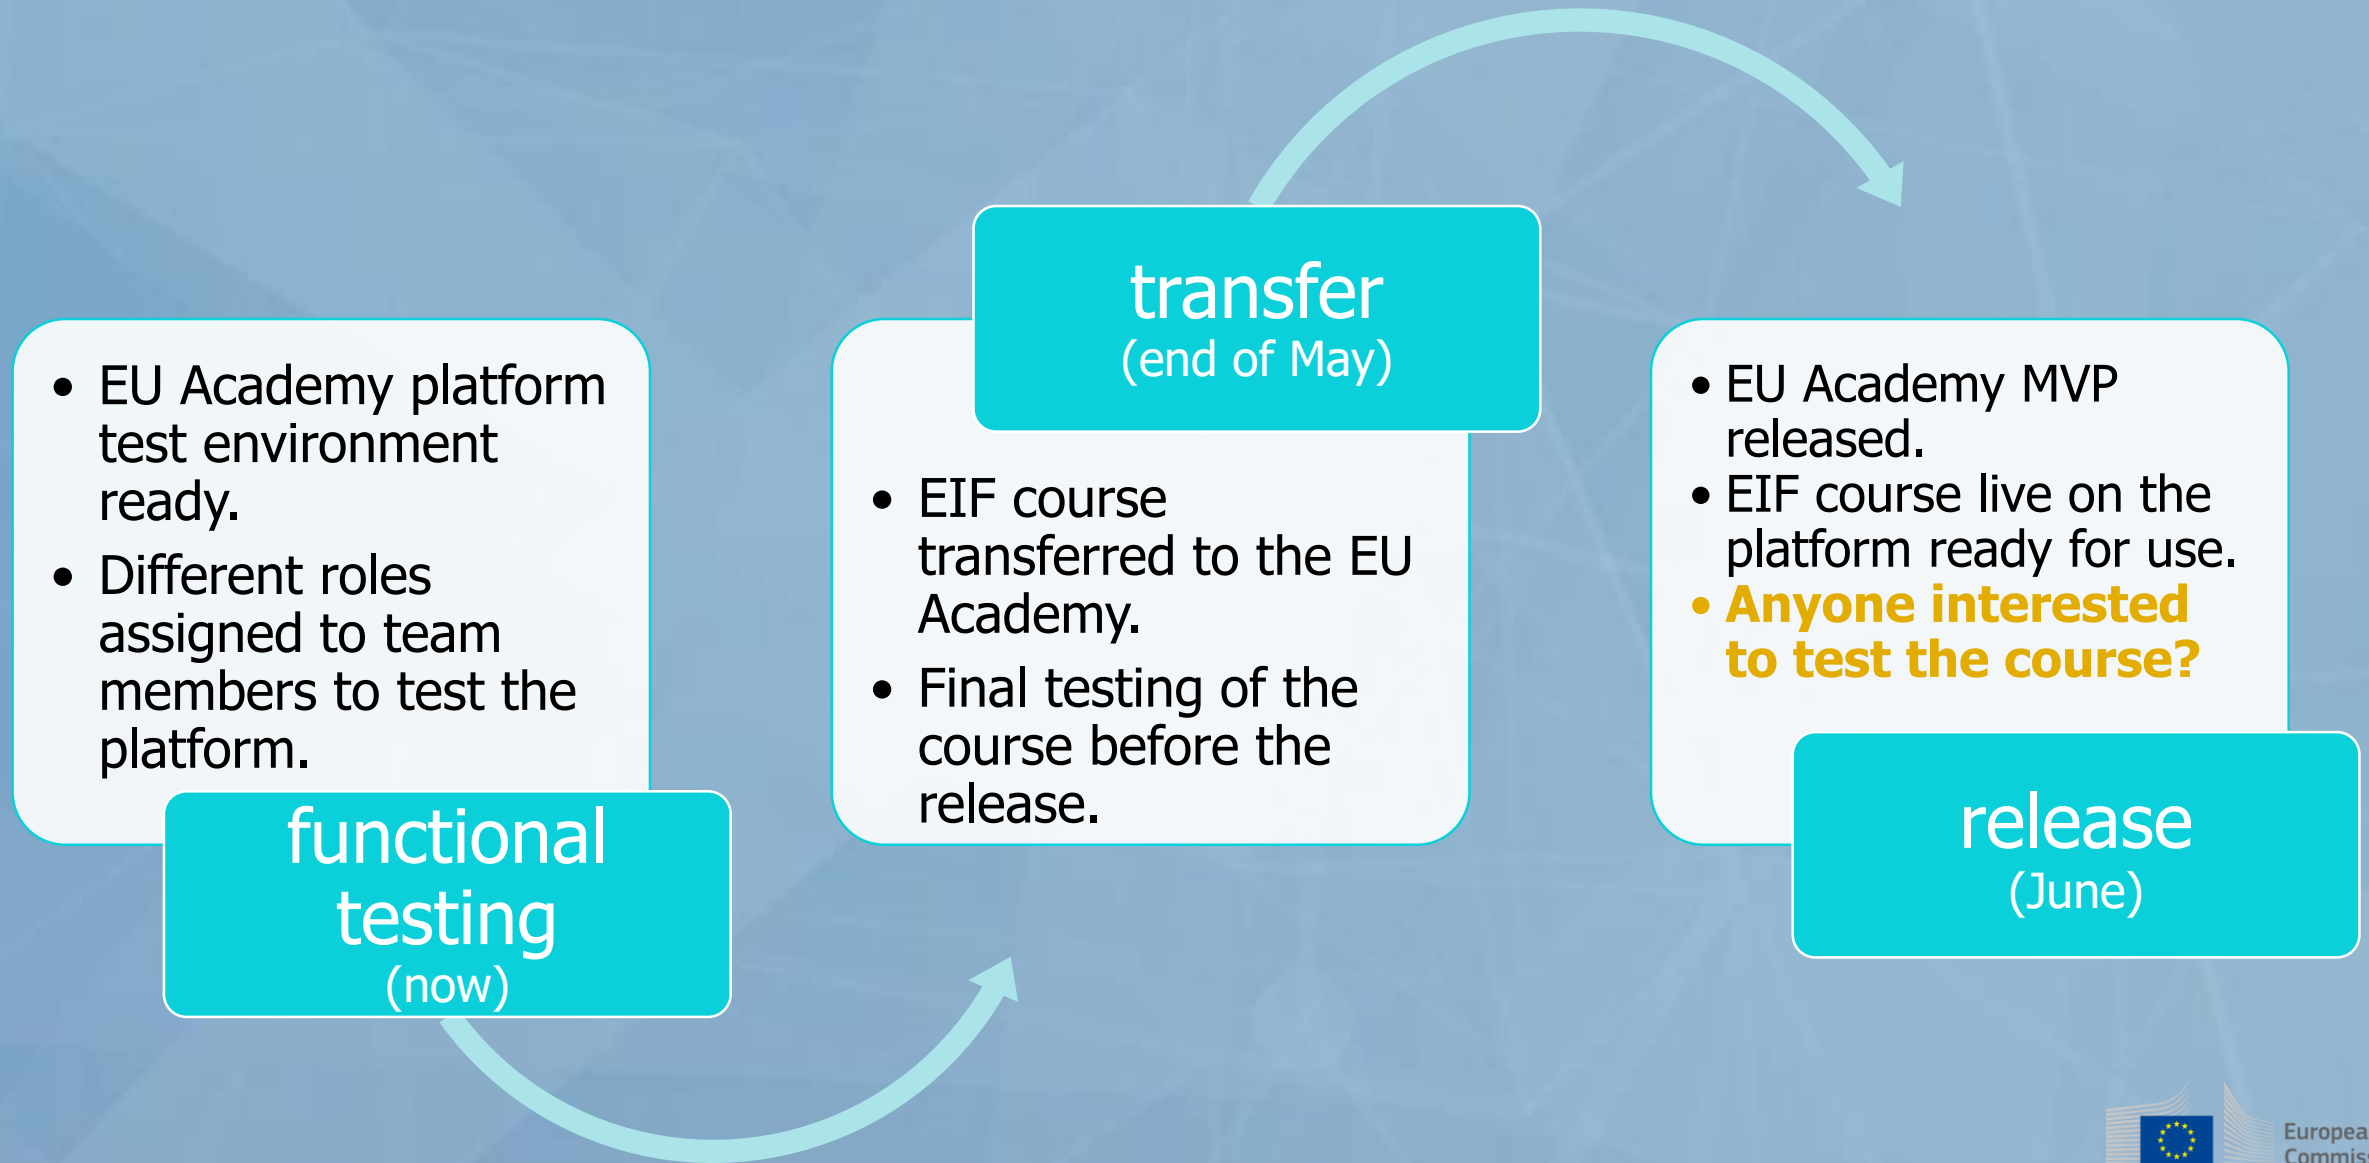 • EU Academy platform
test environment
ready.
• Different roles
assigned to team
members to test the
platform.
functional
testing
(now)
transfer
(end of May)
• EIF course
transferred to the EU
Academy.
• Final testing of the
course before the
release.
• EU Academy MVP
released.
• EIF course live on the
platform ready for use.
• Anyone interested
to test the course?
release
(June)